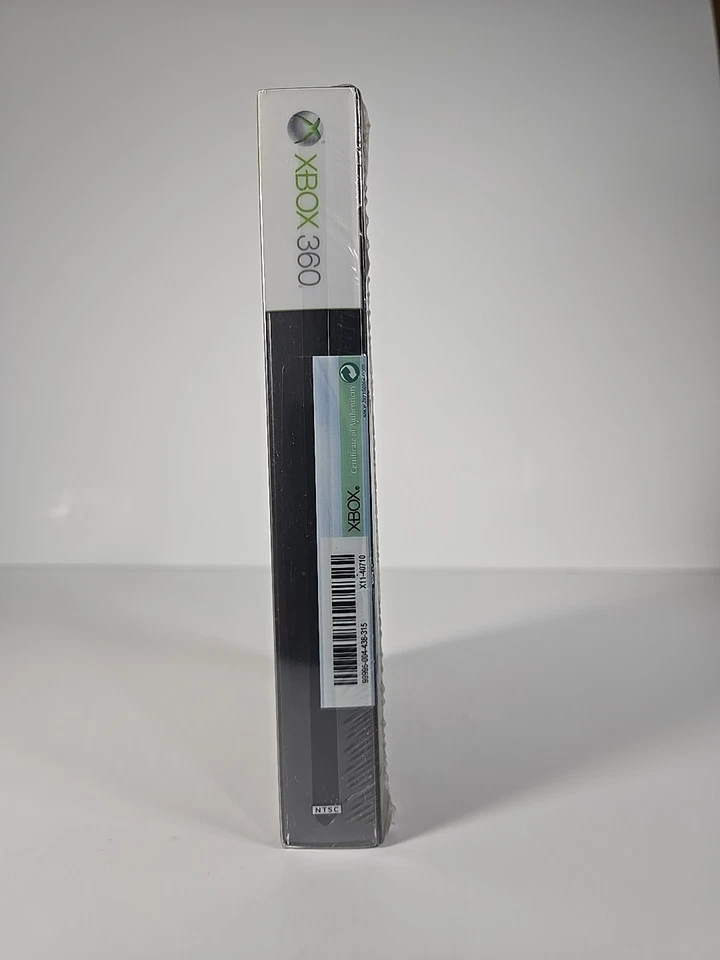 XBOX 360
Certificate of Authenticity
XBOX®
X11-40710
NTSC